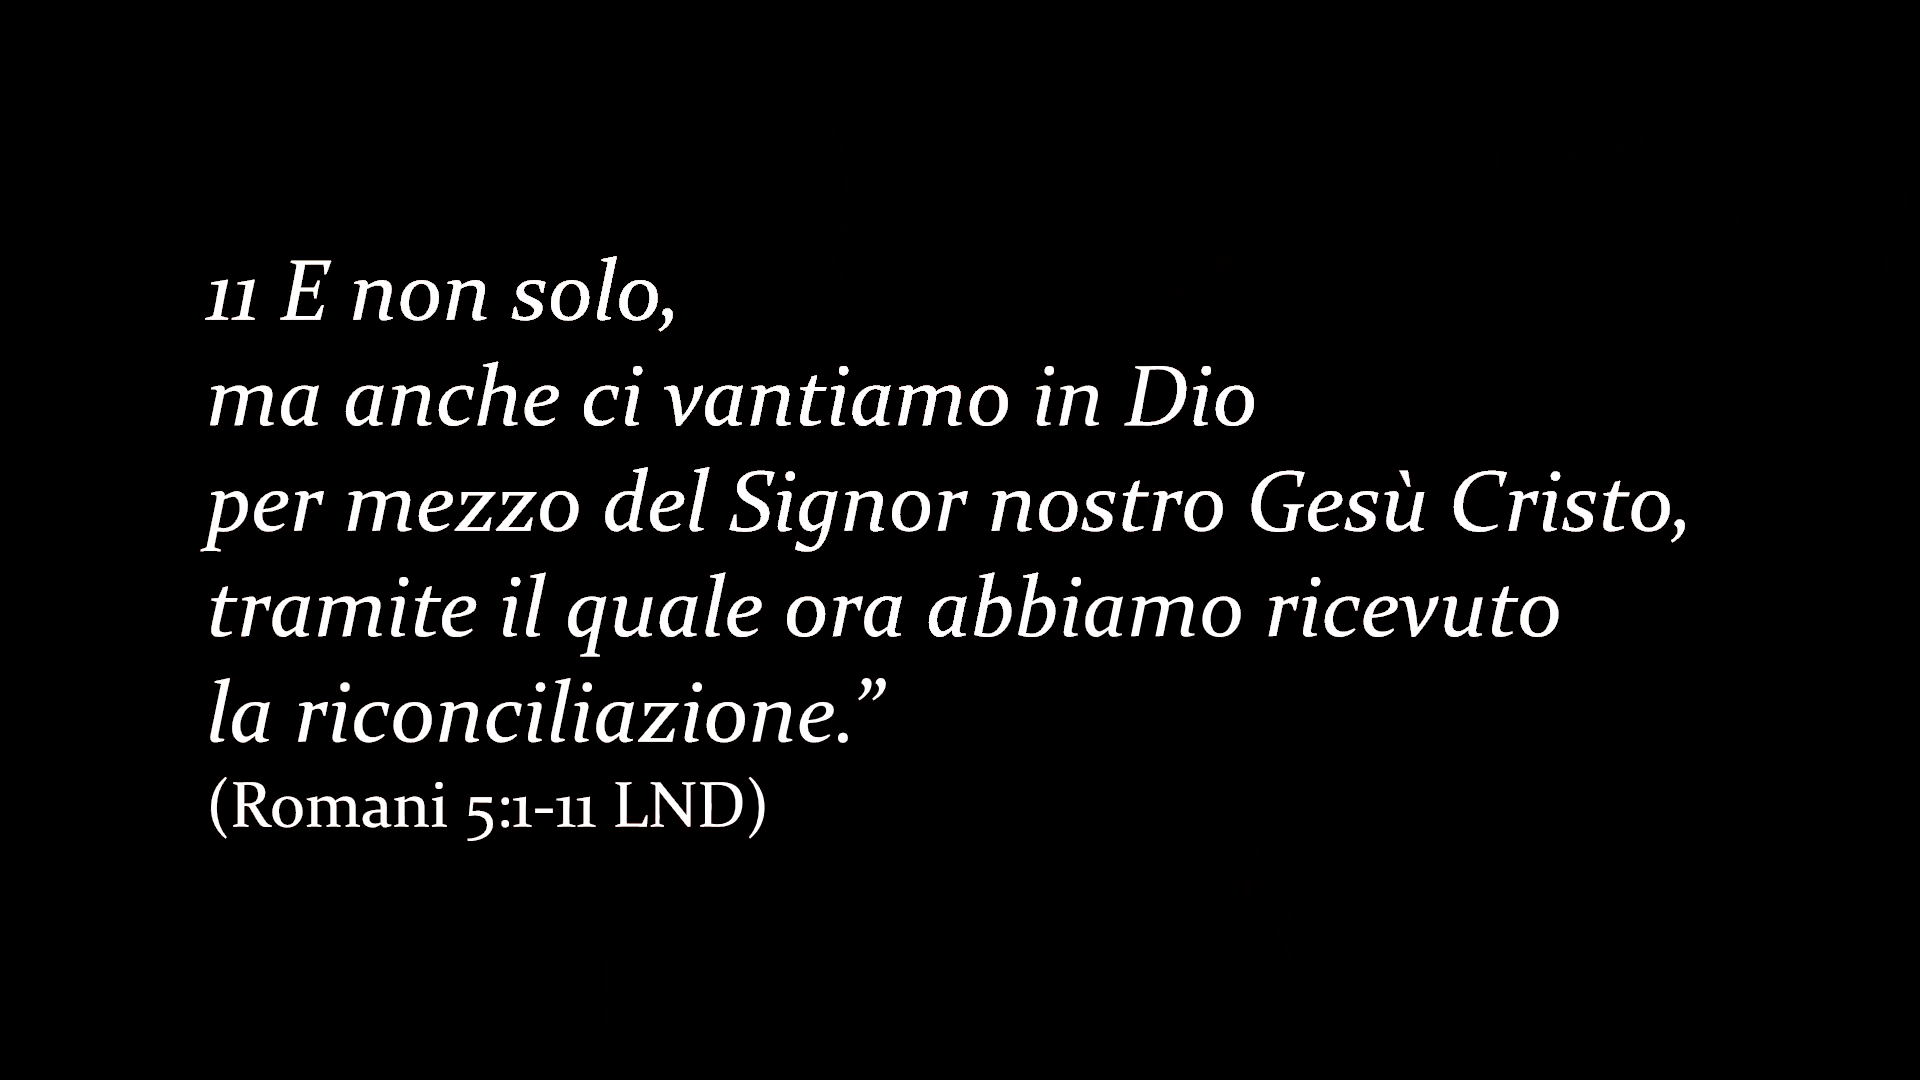 11 E non solo,
ma anche ci vantiamo in Dio
per mezzo del Signor nostro Gesù Cristo,
tramite il quale ora abbiamo ricevuto
la riconciliazione.”
(Romani 5:1-11 LND)